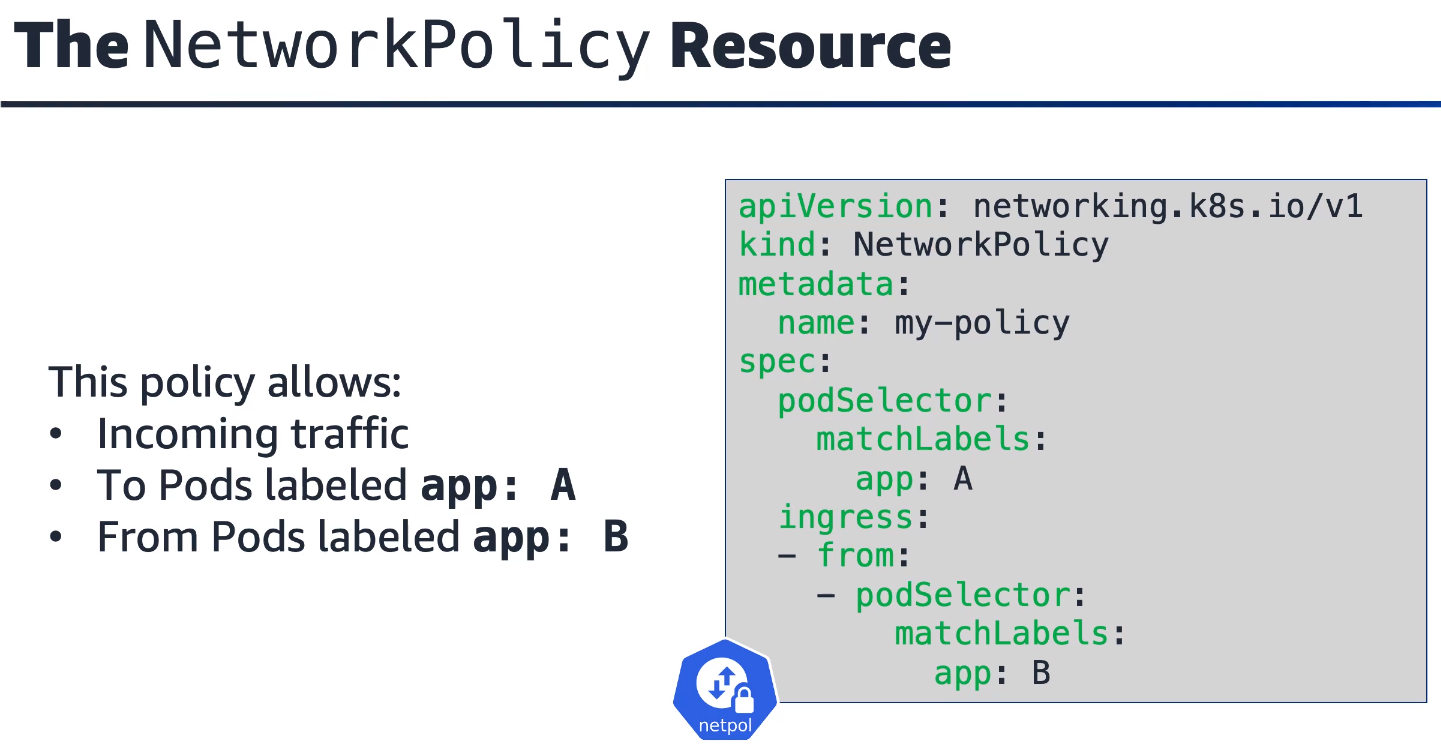 The NetworkPolicy Resource
This policy allows:
• Incoming traffic
• To Pods labeled app: A
• From Pods labeled app: B
apiVersion: networking.k8s.io/v1
kind: NetworkPolicy
metadata:
  name: my-policy
spec:
  podSelector:
    matchLabels:
      app: A
  ingress:
  - from:
    - podSelector:
        matchLabels:
          app: B
netpol